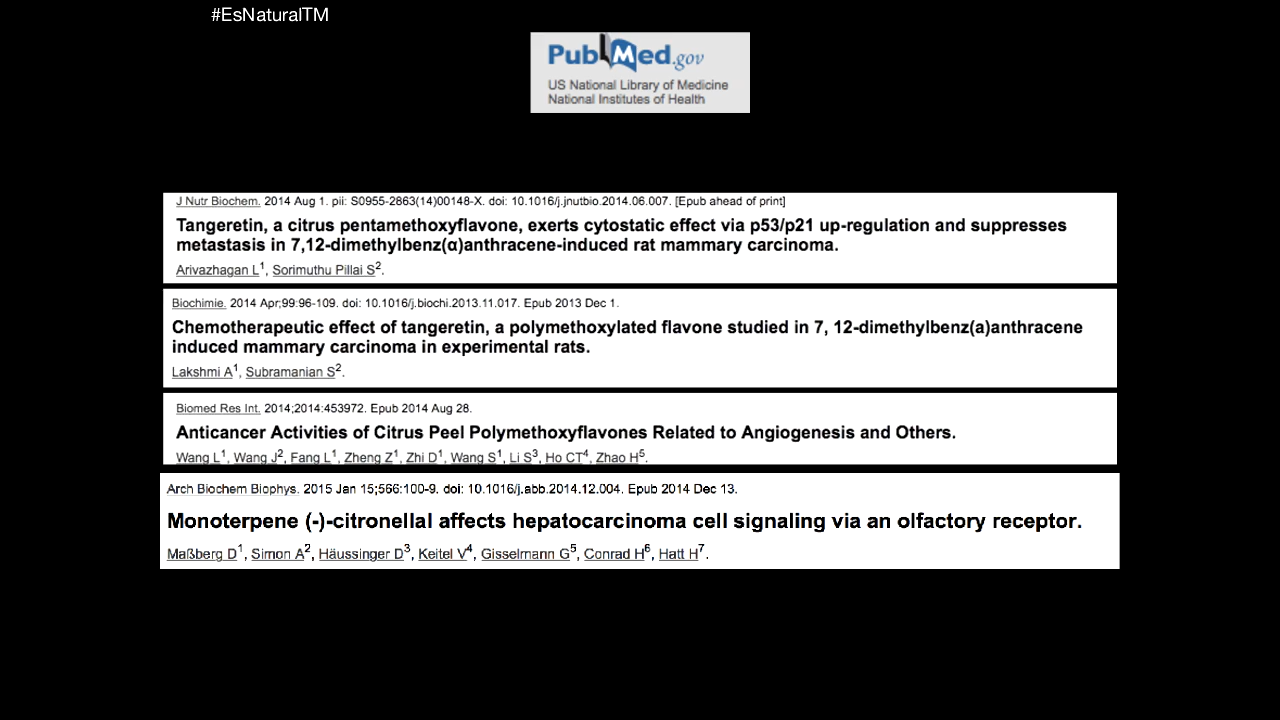 #EsNaturalTM
PubMed.gov
US National Library of Medicine
National Institutes of Health
J Nutr Biochem. 2014 Aug 1. pii: S0955-2863(14)00148-X. doi: 10.1016/j.jnutbio.2014.06.007. [Epub ahead of print]
Tangeretin, a citrus pentamethoxyflavone, exerts cytostatic effect via p53/p21 up-regulation and suppresses
metastasis in 7,12-dimethylbenz(α)anthracene-induced rat mammary carcinoma.
Arivazhagan L1, Sorimuthu Pillai S2.
Biochimie. 2014 Apr;99:96-109. doi: 10.1016/j.biochi.2013.11.017. Epub 2013 Dec 1.
Chemotherapeutic effect of tangeretin, a polymethoxylated flavone studied in 7, 12-dimethylbenz(a)anthracene
induced mammary carcinoma in experimental rats.
Lakshmi A1, Subramanian S2.
Biomed Res Int. 2014;2014:453972. Epub 2014 Aug 28.
Anticancer Activities of Citrus Peel Polymethoxyflavones Related to Angiogenesis and Others.
Wang L1, Wang J2, Fang L1, Zheng Z1, Zhi D1, Wang S1, Li S3, Ho CT4, Zhao H5.
Arch Biochem Biophys. 2015 Jan 15;566:100-9. doi: 10.1016/j.abb.2014.12.004. Epub 2014 Dec 13.
Monoterpene (-)-citronellal affects hepatocarcinoma cell signaling via an olfactory receptor.
Maßberg D1, Simon A2, Häussinger D3, Keitel V4, Gisselmann G5, Conrad H6, Hatt H7.